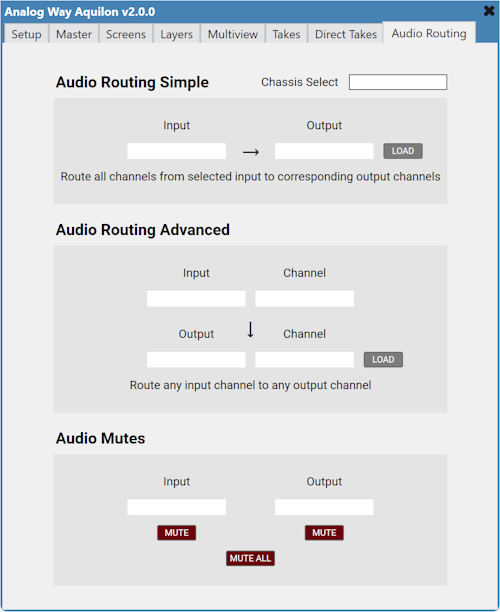 Analog Way Aquilon v2.0.0
Setup Master Screens Layers Multiview Takes Direct Takes Audio Routing
Audio Routing Simple Chassis Select
Input Output
→ LOAD
Route all channels from selected input to corresponding output channels
Audio Routing Advanced
Input Channel
Output ↓ Channel
LOAD
Route any input channel to any output channel
Audio Mutes
Input Output
MUTE MUTE
MUTE ALL